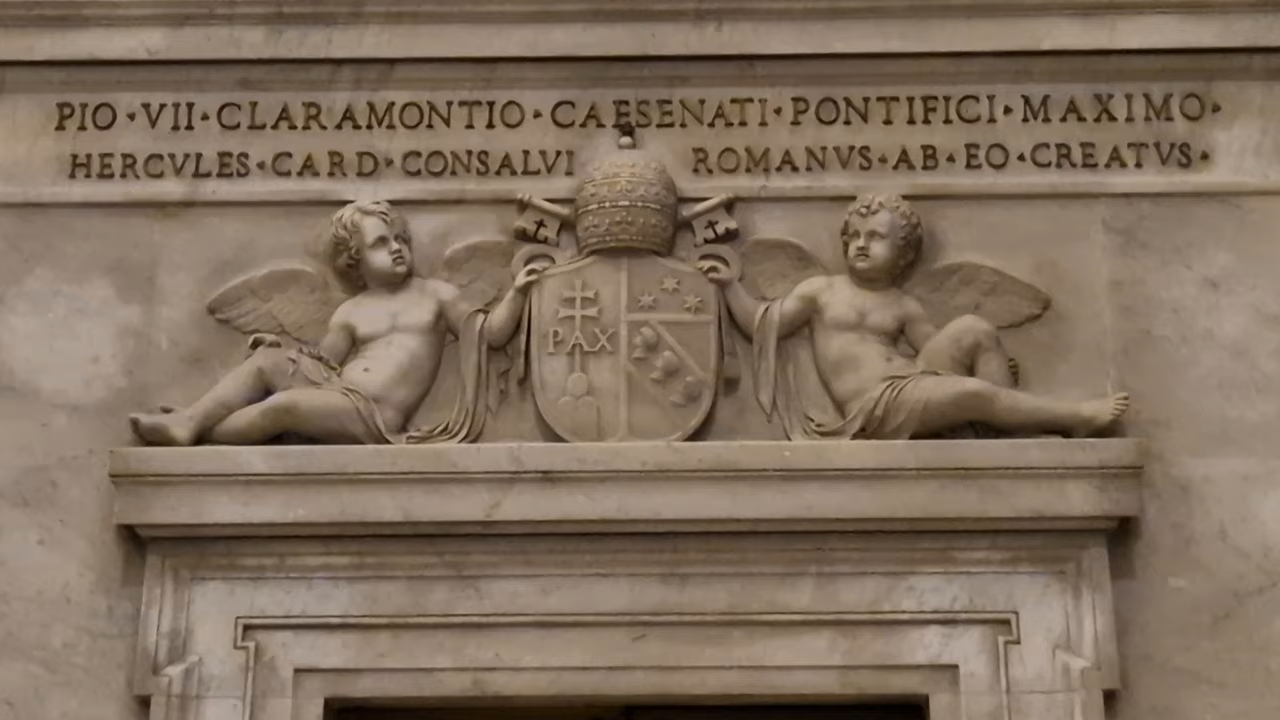 PIO · VII · CLARAMONTIO · CAESENATI · PONTIFICI · MAXIMO ·
HERCVLES · CARD · CONSALVI ROMANVS · AB · EO · CREATVS ·
PAX